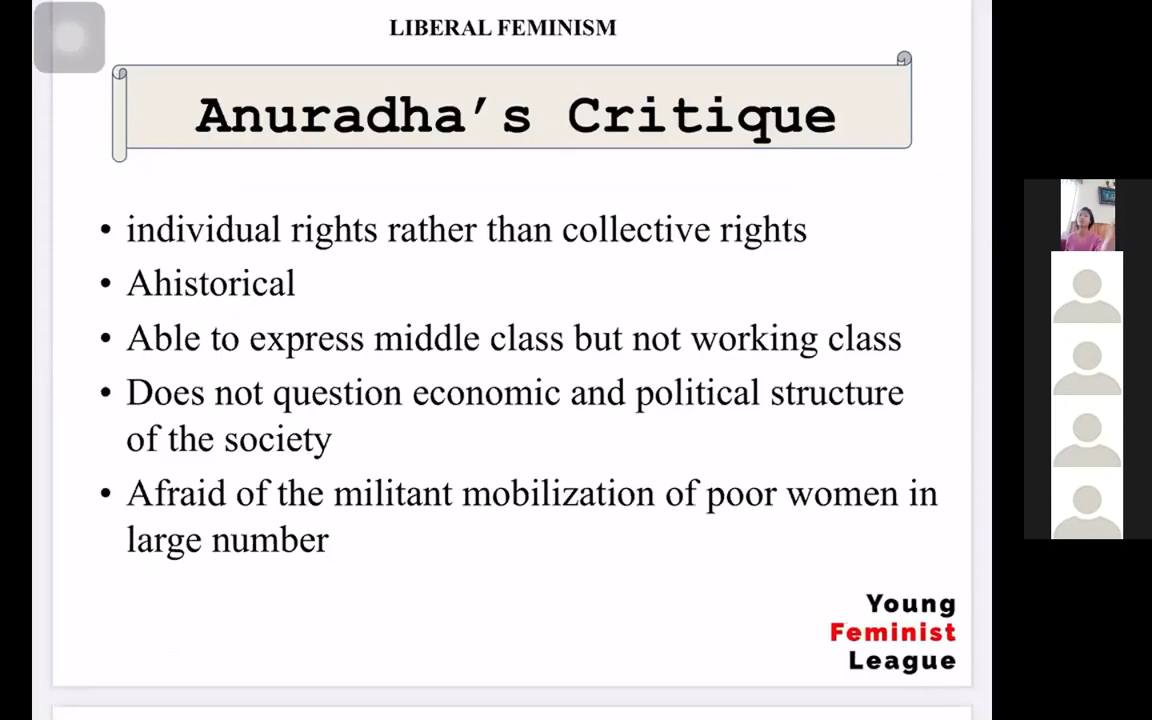 LIBERAL FEMINISM
Anuradha's Critique
• individual rights rather than collective rights
• Ahistorical
• Able to express middle class but not working class
• Does not question economic and political structure
of the society
• Afraid of the militant mobilization of poor women in
large number
Young
Feminist
League